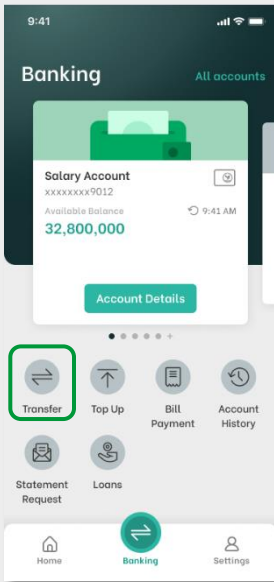 9:41
Banking
All accounts
Salary Account
xxxxxxxx9012
Available Balance
9:41 AM
32,800,000
Account Details
Transfer
Top Up
Bill
Payment
Account
History
Statement
Request
Loans
Home
Banking
Settings